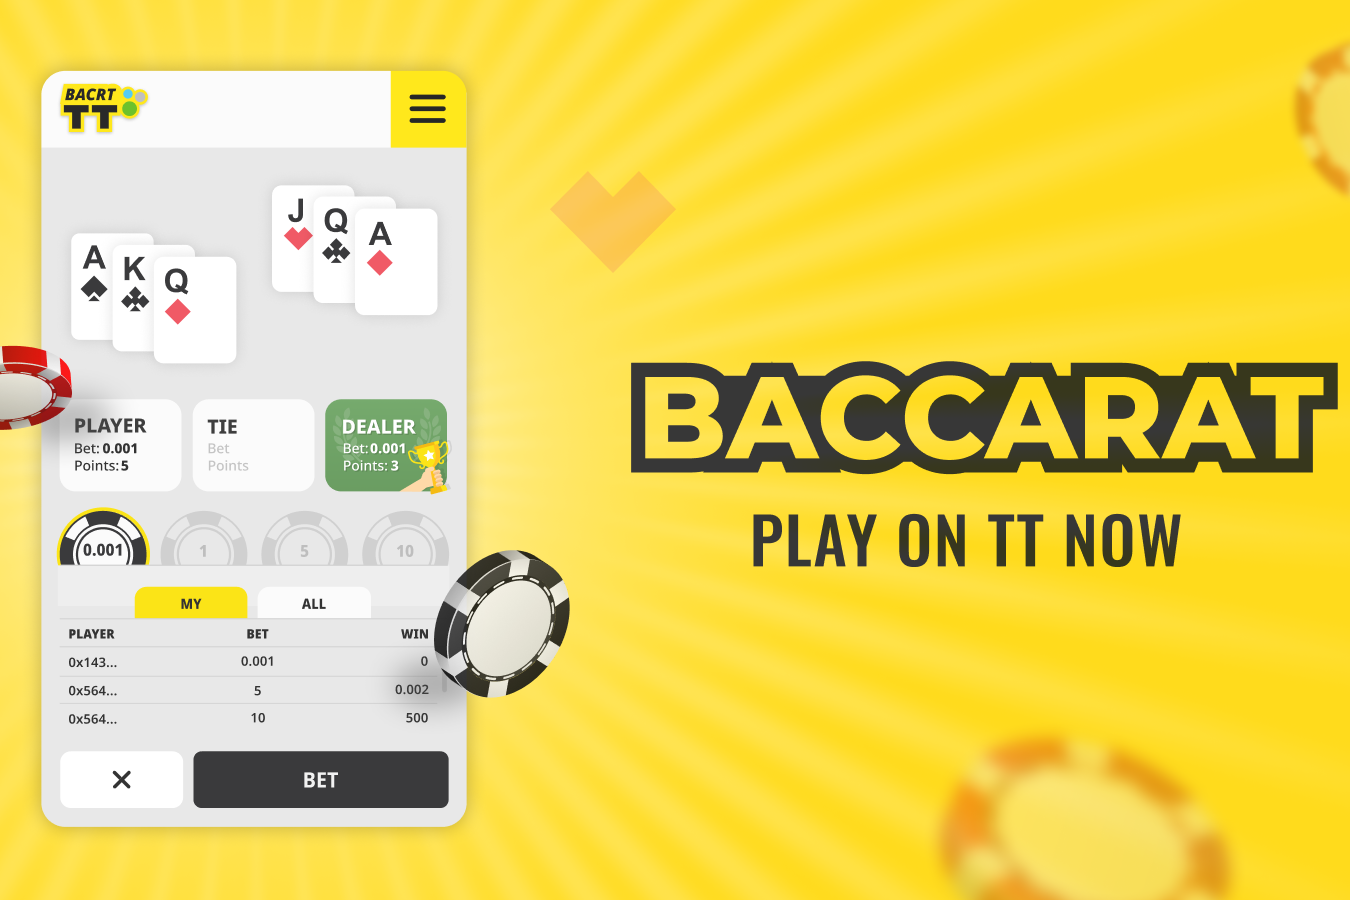 BACRT
TT
J Q A
A K Q
PLAYER
Bet: 0.001
Points: 5
TIE
Bet
Points
DEALER
Bet: 0.001
Points: 3
0.001 1 5 10
MY ALL
PLAYER BET WIN
0x143... 0.001 0
0x564... 5 0.002
0x564... 10 500
× BET
BACCARAT
PLAY ON TT NOW